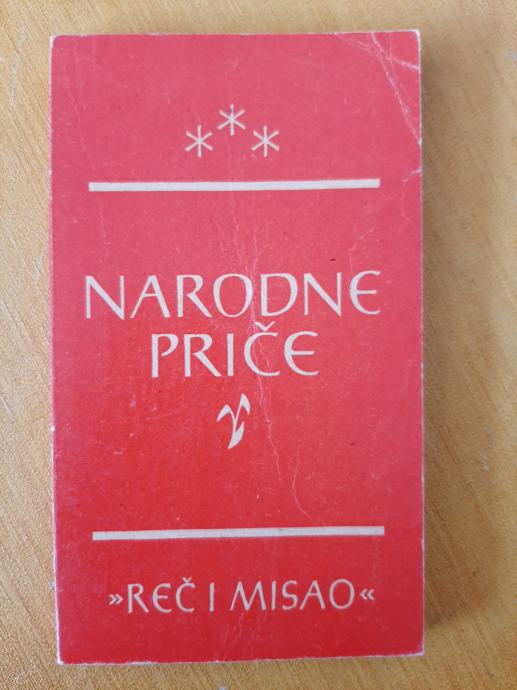 ***
NARODNE
PRIČE
»REČ I MISAO«